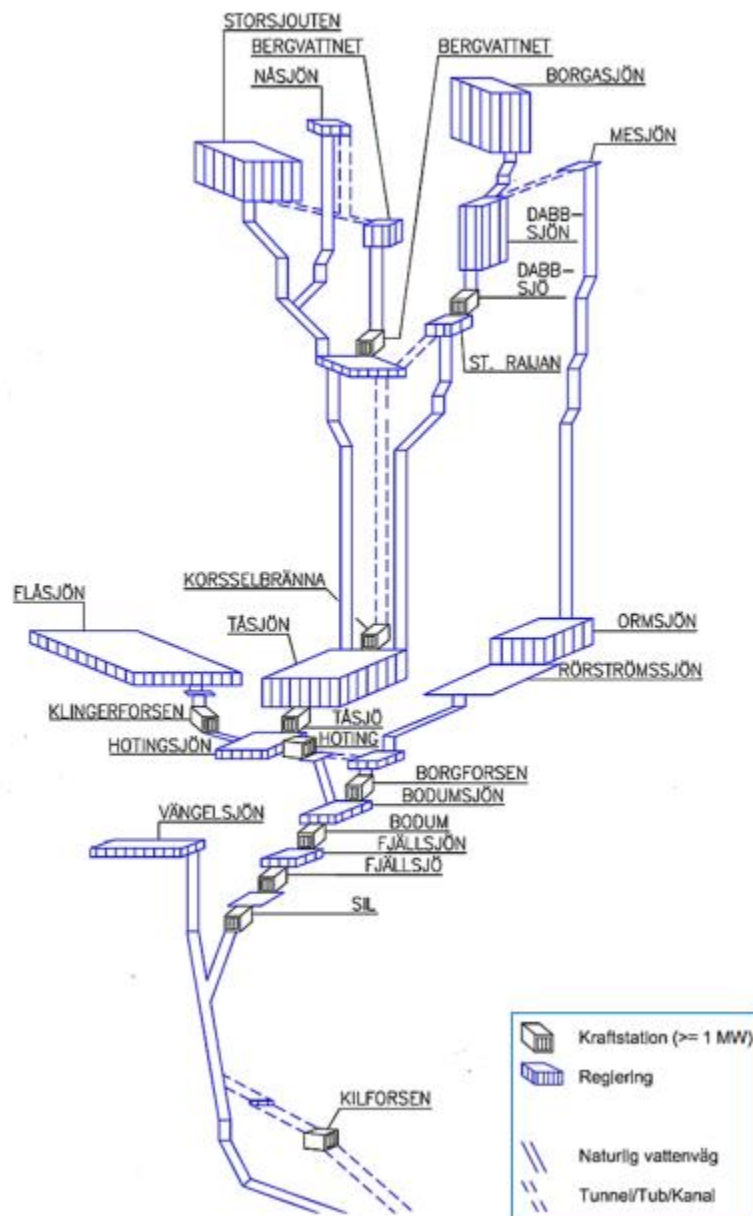 STORSJOUTEN
BERGVATTNET
BERGVATTNET
NÅSJÖN
BORGASJÖN
MESJÖN
DABB-
SJÖN
DABB-
SJÖ
ST. RAIJAN
KORSSELBRÄNNA
FLÅSJÖN
TÅSJÖN
ORMSJÖN
RÖRSTRÖMSSJÖN
KLINGERFORSEN
TÅSJÖ
HOTINGSJÖN
HOTING
BORGFORSEN
BODUMSJÖN
VÄNGELSJÖN
BODUM
FJÄLLSJÖN
FJÄLLSJÖ
SIL
KILFORSEN
Kraftstation (>= 1 MW)
Reglering
Naturlig vattenväg
Tunnel/Tub/Kanal